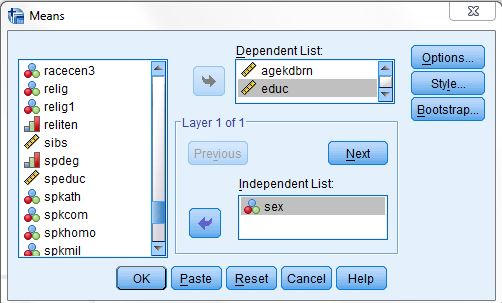 Means
racecen3
relig
relig1
reliten
sibs
spdeg
speduc
spkath
spkcom
spkhomo
spkmil
Dependent List:
agekdbrn
educ
Layer 1 of 1
Previous
Next
Independent List:
sex
Options...
Style...
Bootstrap...
OK
Paste
Reset
Cancel
Help